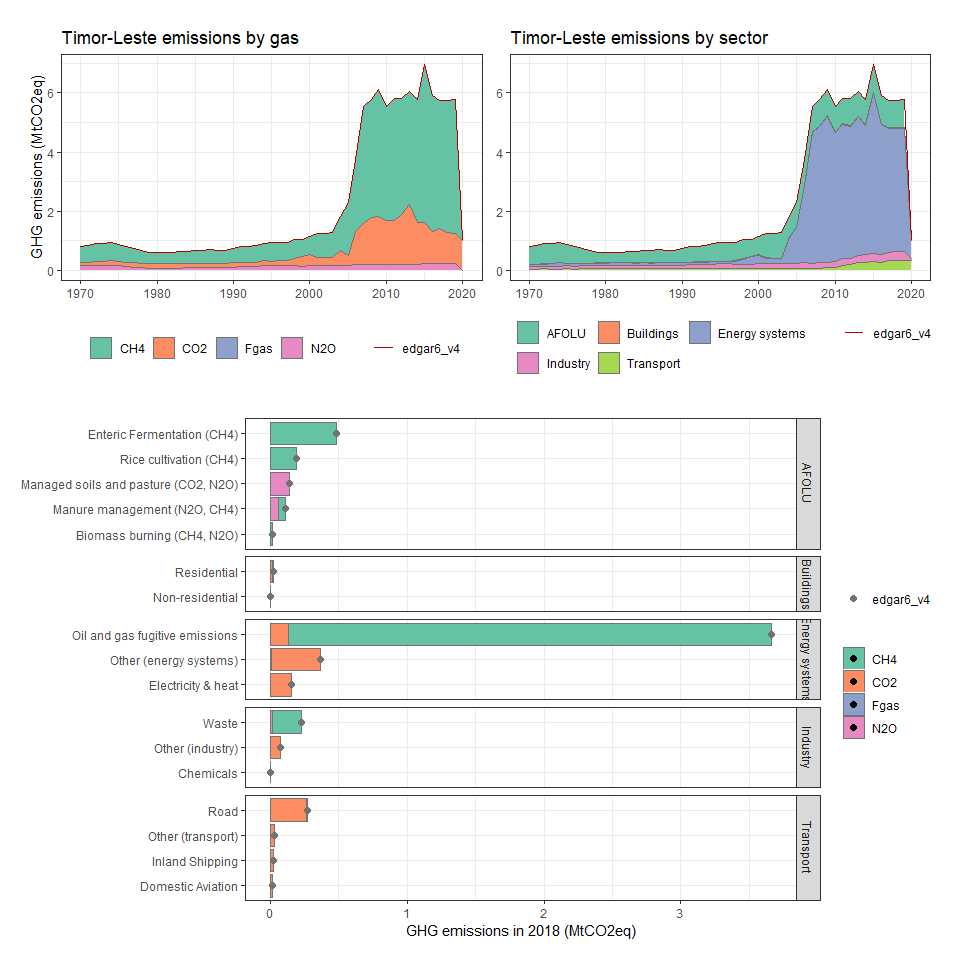 Timor-Leste emissions by gas
GHG emissions (MtCO2eq)
6
4
2
0
1970 1980 1990 2000 2010 2020
CH4 CO2 Fgas N2O edgar6_v4
Timor-Leste emissions by sector
6
4
2
0
1970 1980 1990 2000 2010 2020
AFOLU Buildings Energy systems edgar6_v4
Industry Transport
Enteric Fermentation (CH4)
Rice cultivation (CH4)
Managed soils and pasture (CO2, N2O)
Manure management (N2O, CH4)
Biomass burning (CH4, N2O)
AFOLU
Residential
Non-residential
Buildings
Oil and gas fugitive emissions
Other (energy systems)
Electricity & heat
Energy systems
Waste
Other (industry)
Chemicals
Industry
Road
Other (transport)
Inland Shipping
Domestic Aviation
Transport
0 1 2 3
GHG emissions in 2018 (MtCO2eq)
edgar6_v4
CH4
CO2
Fgas
N2O